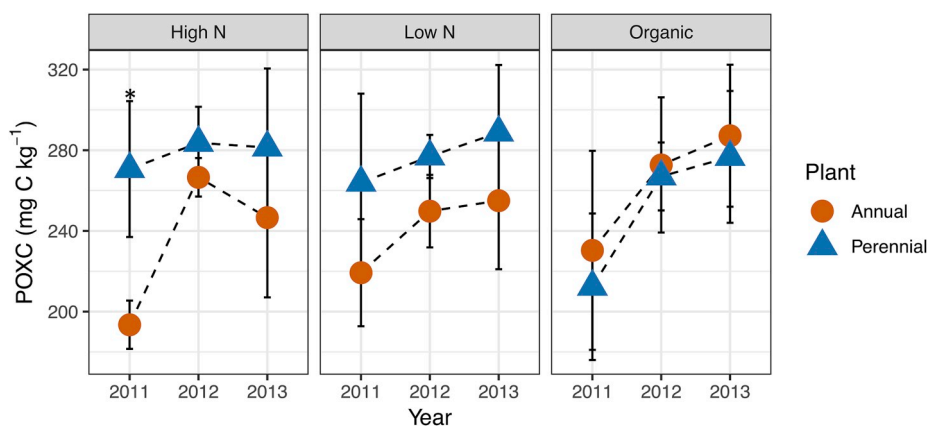 High N
Low N
Organic
*
320
280
240
200
POXC (mg C kg⁻¹)
2011 2012 2013
2011 2012 2013
2011 2012 2013
Year
Plant
Annual
Perennial